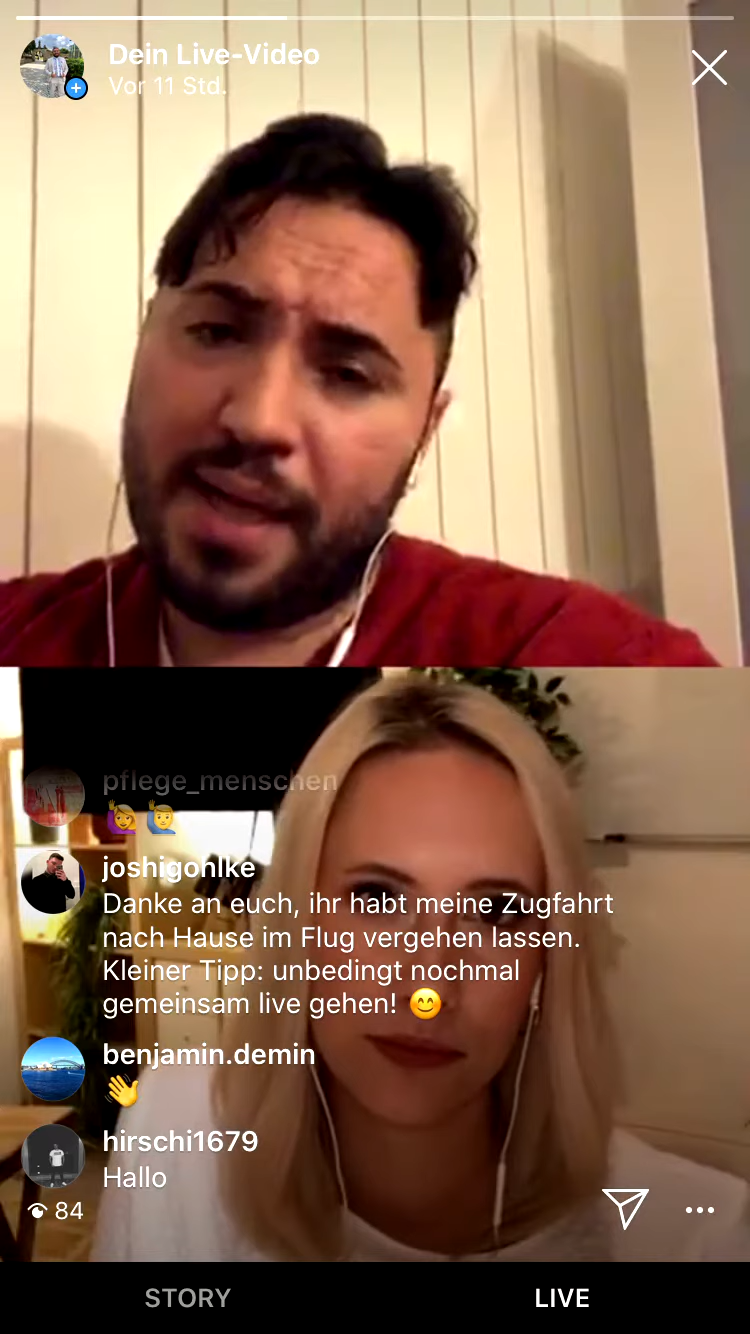 Dein Live-Video
Vor 11 Std.
pflege_menschen
🙋‍♀️ 🙋‍♂️
joshigohlke
Danke an euch, ihr habt meine Zugfahrt
nach Hause im Flug vergehen lassen.
Kleiner Tipp: unbedingt nochmal
gemeinsam live gehen! 😊
benjamin.demin
👋
hirschi1679
Hallo
84
STORY LIVE